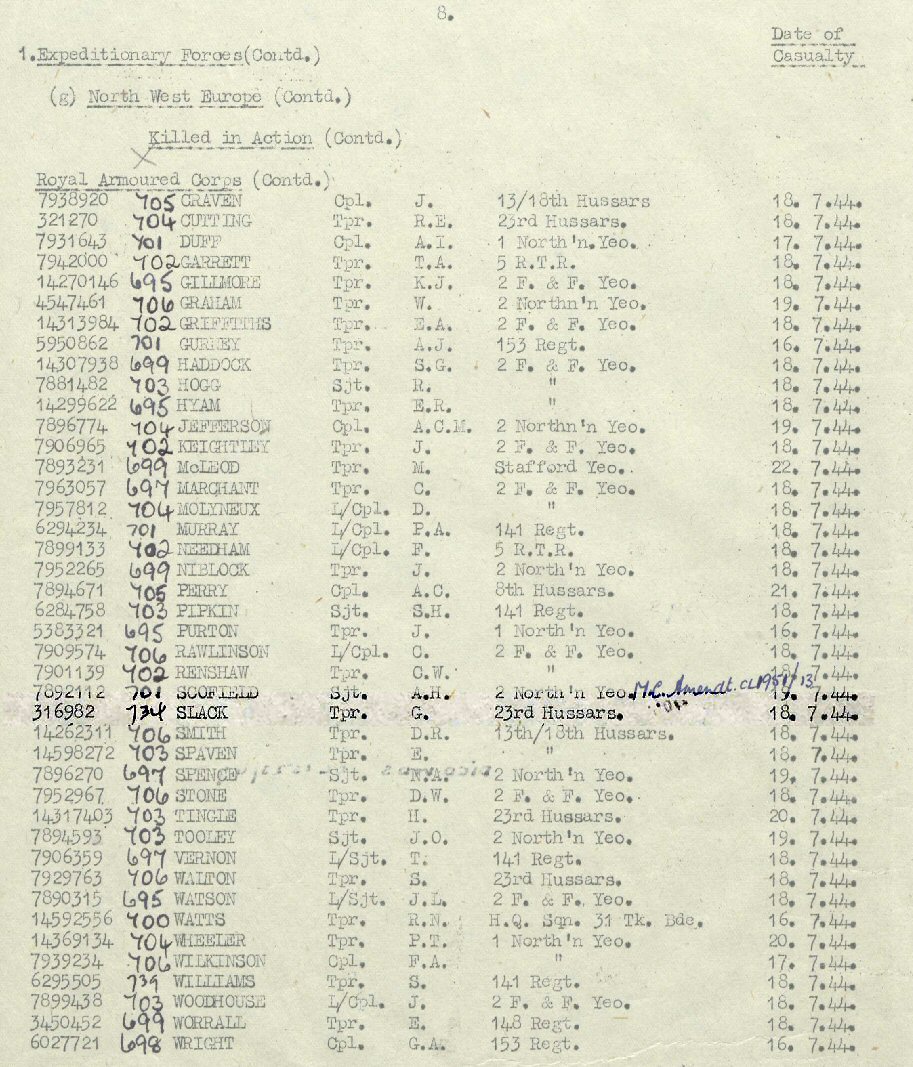 8.
Date of
1.Expeditionary Forces(Contd.)
Casualty
(g) North West Europe (Contd.)
Killed in Action (Contd.)
X
Royal Armoured Corps (Contd.)
7938920 705 CRAVEN Cpl. J. 13/18th Hussars 18. 7.44.
321270 704 CUTTING Tpr. R.E. 23rd Hussars. 18. 7.44.
7931643 701 DUFF Cpl. A.I. 1 North'n. Yeo. 17. 7.44.
7942000 702 GARRETT Tpr. T.A. 5 R.T.R. 18. 7.44.
14270146 695 GILLMORE Tpr. K.J. 2 F. & F. Yeo. 18. 7.44.
4547461 706 GRAHAM Tpr. W. 2 Northn'n Yeo. 19. 7.44.
14313984 702 GRIFFITHS Tpr. E.A. 2 F. & F. Yeo. 18. 7.44.
5950862 701 GURNEY Tpr. A.J. 153 Regt. 16. 7.44.
14307938 699 HADDOCK Tpr. S.G. 2 F. & F. Yeo. 18. 7.44.
7881482 703 HOGG Sjt. R. " 18. 7.44.
14299622 695 HYAM Tpr. E.R. " 18. 7.44.
7896774 704 JEFFERSON Cpl. A.C.M. 2 Northn'n Yeo. 19. 7.44.
7906965 702 KEIGHTLEY Tpr. J. 2 F. & F. Yeo. 18. 7.44.
7893231 699 McLEOD Tpr. M. Stafford Yeo. 22. 7.44.
7963057 697 MARCHANT Tpr. C. 2 F. & F. Yeo. 18. 7.44.
7957812 704 MOLYNEUX L/Cpl. D. " 18. 7.44.
6294234 701 MURRAY L/Cpl. P.A. 141 Regt. 18. 7.44.
7899133 702 NEEDHAM L/Cpl. F. 5 R.T.R. 18. 7.44.
7952265 699 NIBLOCK Tpr. J. 2 North'n Yeo. 18. 7.44.
7894671 705 PERRY Cpl. A.C. 8th Hussars. 21. 7.44.
6284758 703 PIPKIN Sjt. S.H. 141 Regt. 18. 7.44.
5383321 695 PURTON Tpr. J. 1 North'n Yeo. 16. 7.44.
7909574 706 RAWLINSON L/Cpl. C. 2 F. & F. Yeo. 18. 7.44.
7901139 702 RENSHAW Tpr. C.W. " 18. 7.44.
7892112 701 SCOFIELD Sjt. A.H. 2 North'n Yeo. Amendt. 19. 7.44.
316982 734 SLACK Tpr. G. 23rd Hussars. 18. 7.44.
14262311 706 SMITH Tpr. D.R. 13th/18th Hussars. 18. 7.44.
14598272 703 SPAVEN Tpr. E. " 18. 7.44.
7896270 697 SPENCE Sjt. N.A. 2 North'n Yeo. 19. 7.44.
7952967 706 STONE Tpr. D.W. 2 F. & F. Yeo. 18. 7.44.
14317403 703 TINGLE Tpr. H. 23rd Hussars. 20. 7.44.
7894593 703 TOOLEY Sjt. J.O. 2 North'n Yeo. 19. 7.44.
7906359 697 VERNON L/Sjt. T. 141 Regt. 18. 7.44.
7929763 706 WALTON Tpr. S. 23rd Hussars. 18. 7.44.
7890315 695 WATSON L/Sjt. J.L. 2 F. & F. Yeo. 18. 7.44.
14592556 700 WATTS Tpr. R.N. H.Q. Sqn. 31 Tk. Bde. 16. 7.44.
14369134 704 WHEELER Tpr. P.T. 1 North'n Yeo. 20. 7.44.
7939234 706 WILKINSON Cpl. F.A. " 17. 7.44.
6295505 739 WILLIAMS Tpr. S. 141 Regt. 18. 7.44.
7899438 703 WOODHOUSE L/Cpl. J. 2 F. & F. Yeo. 18. 7.44.
3450452 699 WORRALL Tpr. E. 148 Regt. 18. 7.44.
6027721 698 WRIGHT Cpl. G.A. 153 Regt. 16. 7.44.